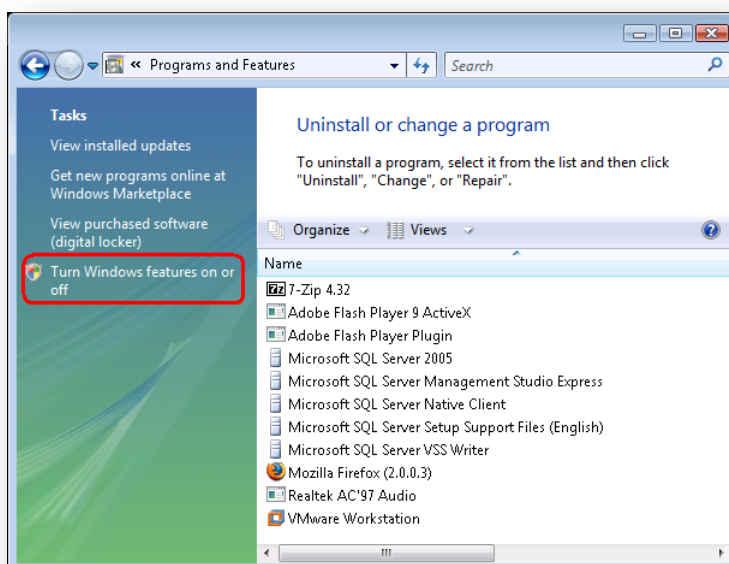 « Programs and Features
Search
Tasks
View installed updates
Get new programs online at
Windows Marketplace
View purchased software
(digital locker)
Turn Windows features on or
off
Uninstall or change a program
To uninstall a program, select it from the list and then click
"Uninstall", "Change", or "Repair".
Organize
Views
Name
7-Zip 4.32
Adobe Flash Player 9 ActiveX
Adobe Flash Player Plugin
Microsoft SQL Server 2005
Microsoft SQL Server Management Studio Express
Microsoft SQL Server Native Client
Microsoft SQL Server Setup Support Files (English)
Microsoft SQL Server VSS Writer
Mozilla Firefox (2.0.0.3)
Realtek AC'97 Audio
VMware Workstation